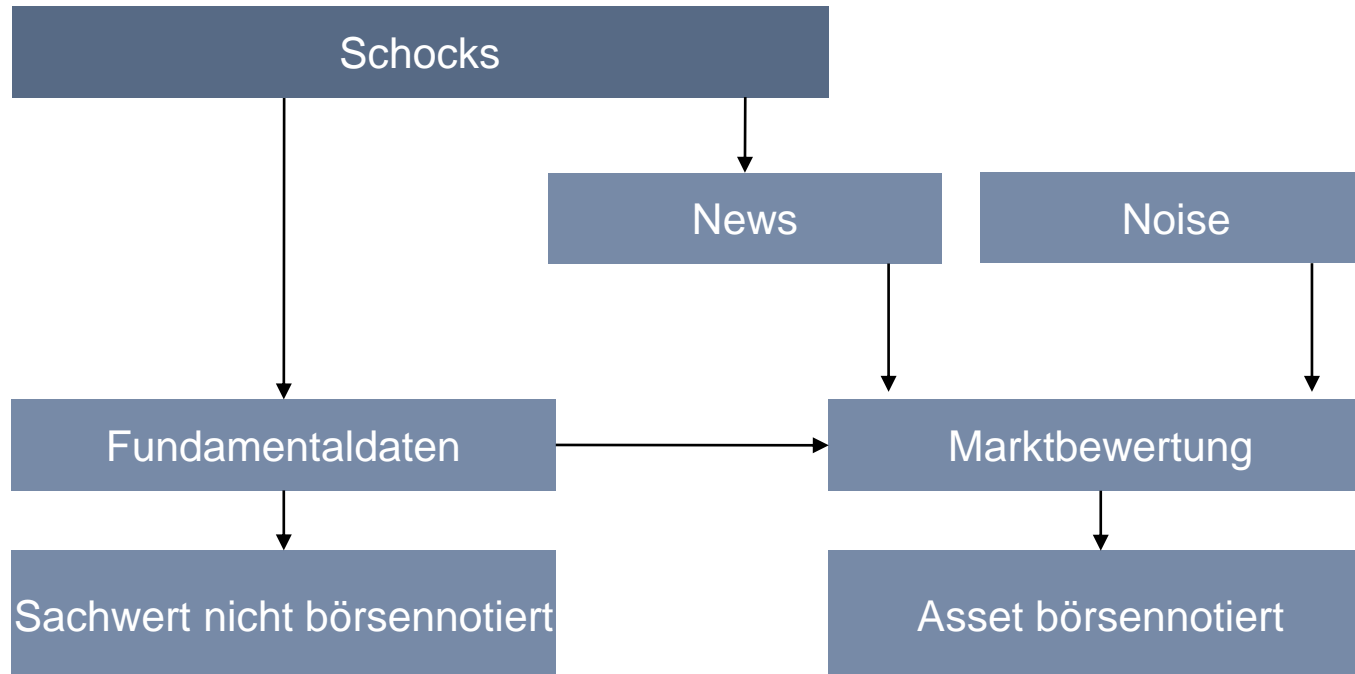 Schocks
News
Noise
Fundamentaldaten
Marktbewertung
Sachwert nicht börsennotiert
Asset börsennotiert